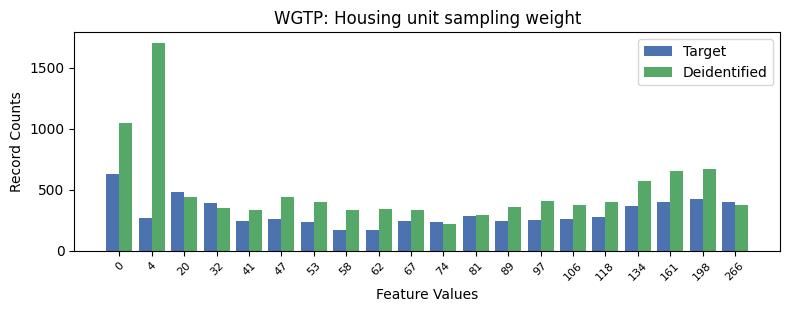 WGTP: Housing unit sampling weight
Target
Deidentified
Record Counts
1500
1000
500
0
0 4 20 32 41 47 53 58 62 67 74 81 89 97 106 118 134 161 198 266
Feature Values